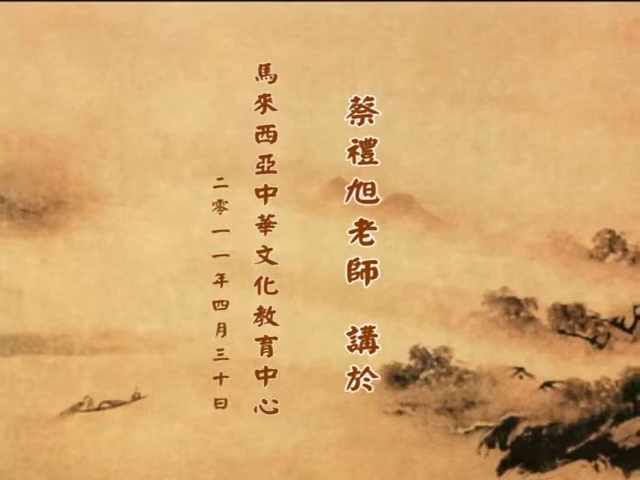 蔡禮旭老師 講於
馬來西亞中華文化教育中心
二零一一年四月三十日